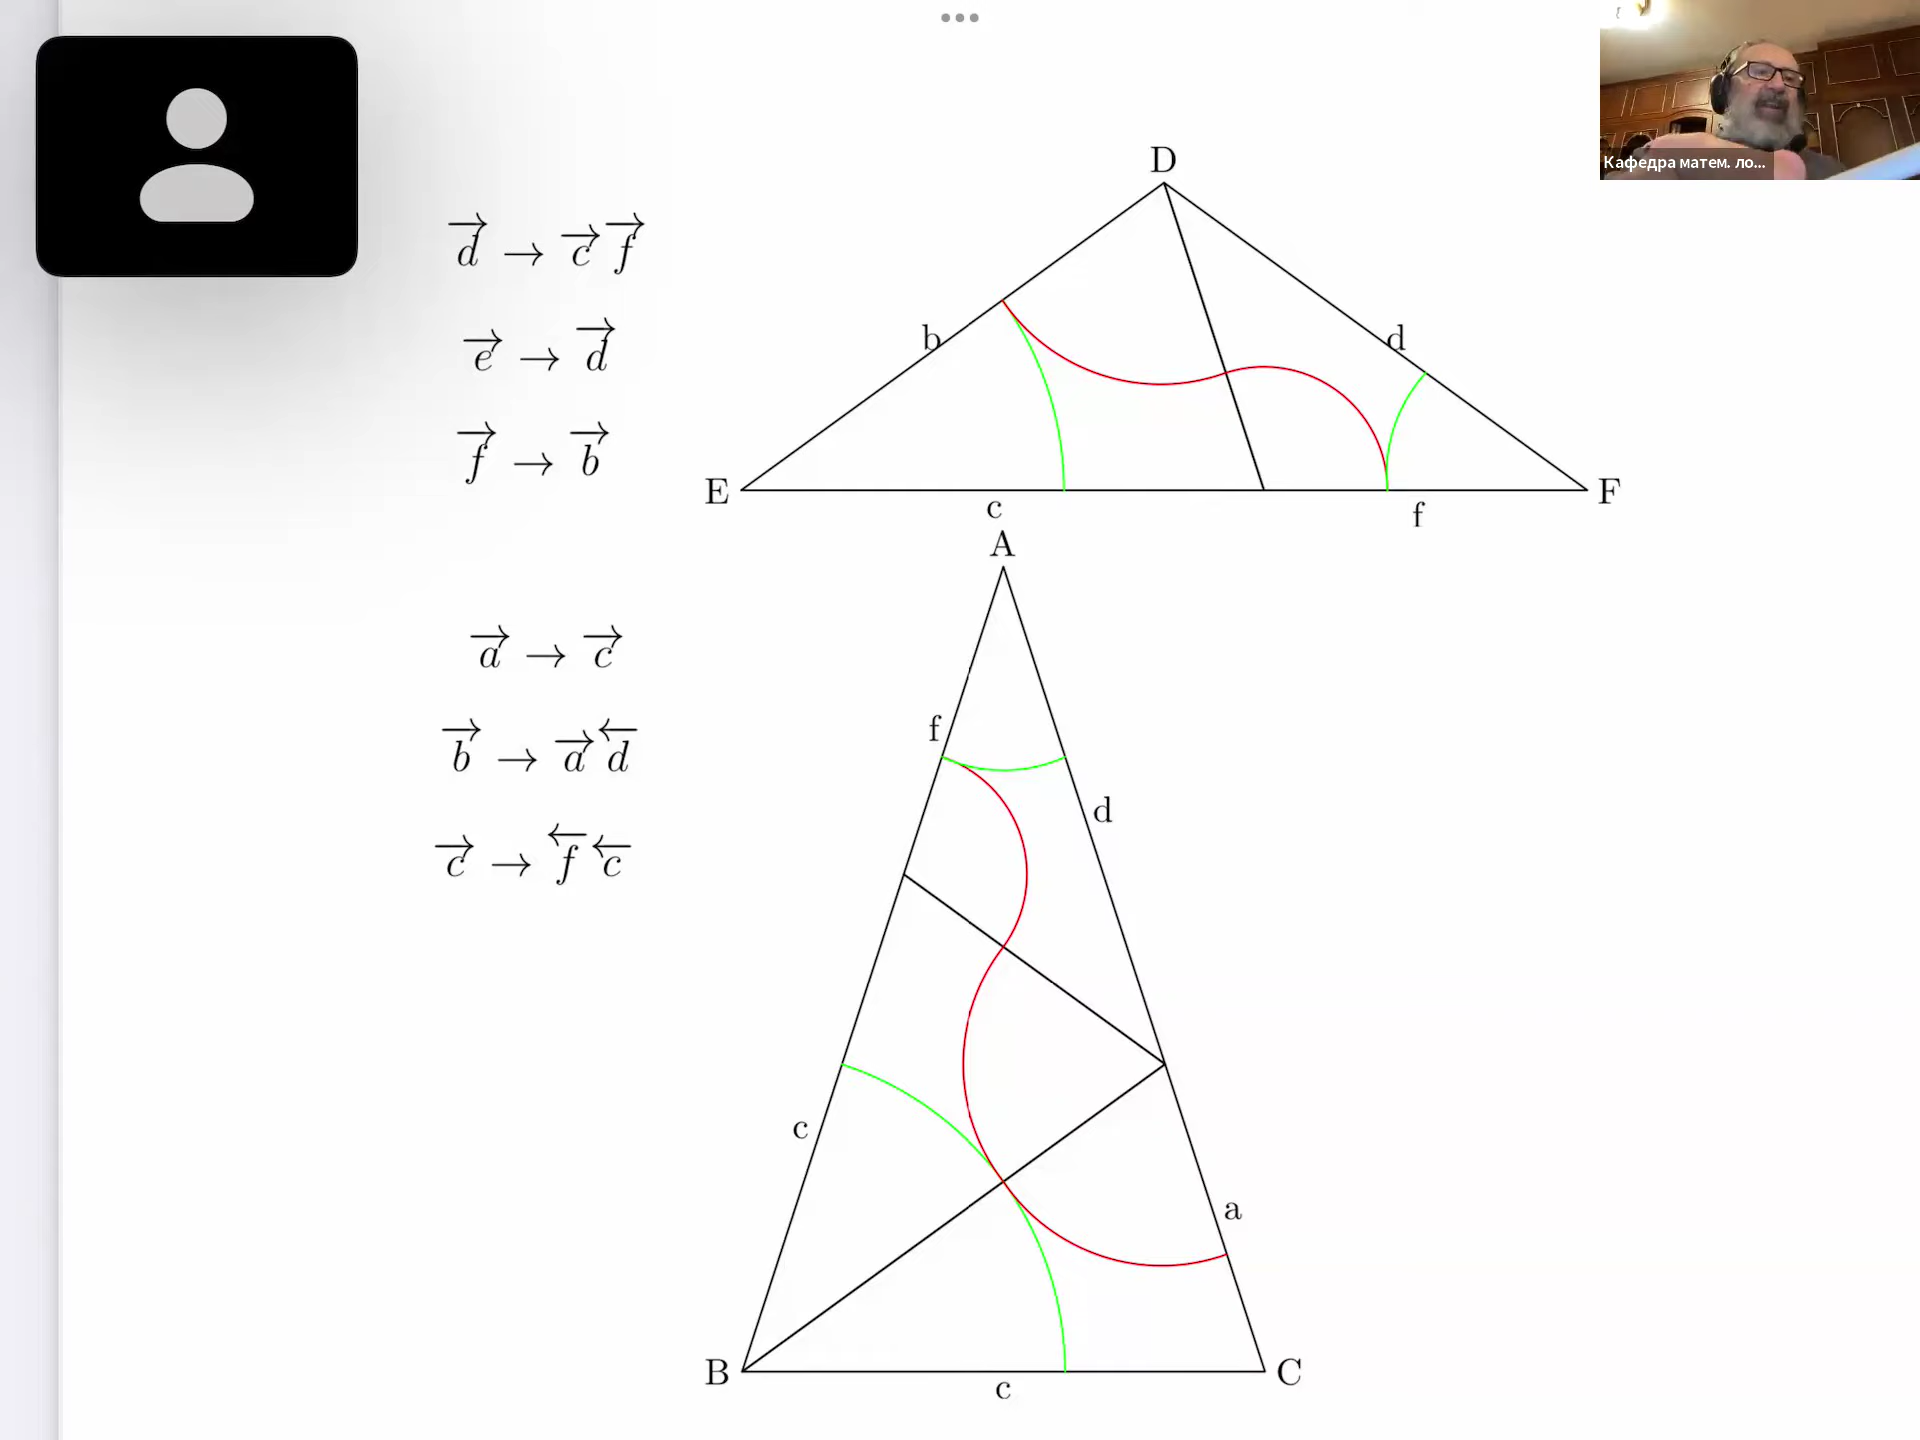 Кафедра матем. ло...
D
b
d
E
F
c
f
A
f
d
c
a
B
C
c
d⃗ → c⃗ f⃗
e⃗ → d⃗
f⃗ → b⃗
a⃗ → c⃗
b⃗ → a⃗ d⃖
c⃗ → f⃖ c⃖